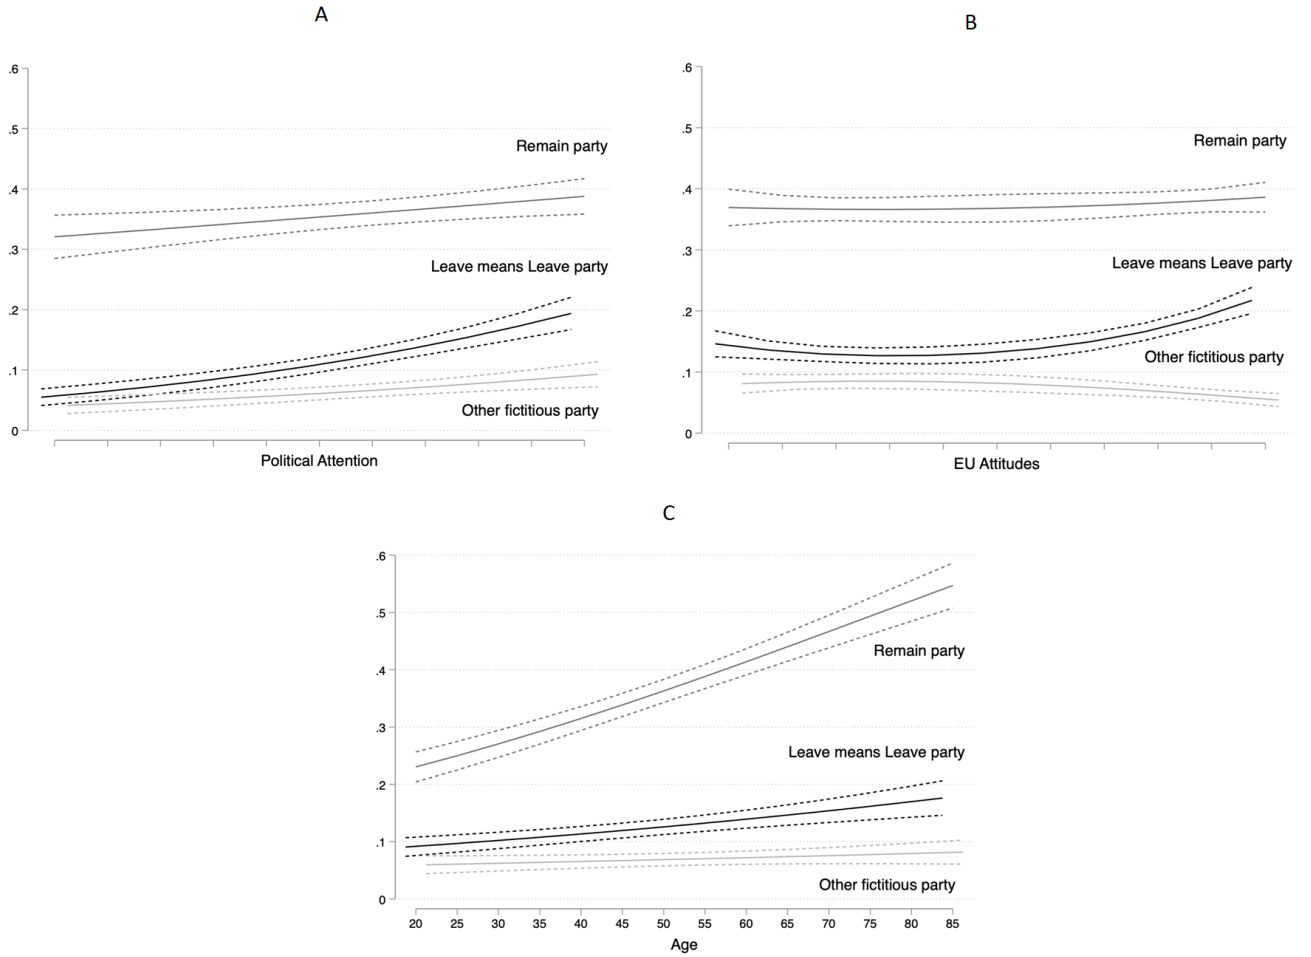 A
.6
.5
Remain party
.4
.3
Leave means Leave party
.2
.1
Other fictitious party
0
Political Attention
B
.6
.5
Remain party
.4
.3
Leave means Leave party
.2
Other fictitious party
.1
0
EU Attitudes
C
.6
.5
Remain party
.4
.3
Leave means Leave party
.2
.1
Other fictitious party
0
20 25 30 35 40 45 50 55 60 65 70 75 80 85
Age